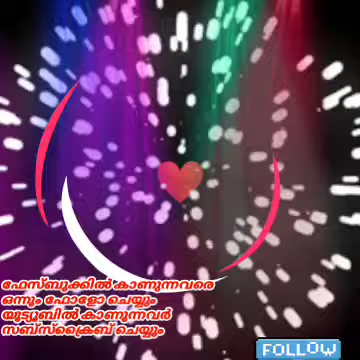 ഫേസ്ബുക്കിൽ കാണുന്നവരെ
ഒന്നും ഫോളോ ചെയ്യും
യൂട്യൂബിൽ കാണുന്നവർ
സബ്സ്ക്രൈബ് ചെയ്യും
FOLLOW